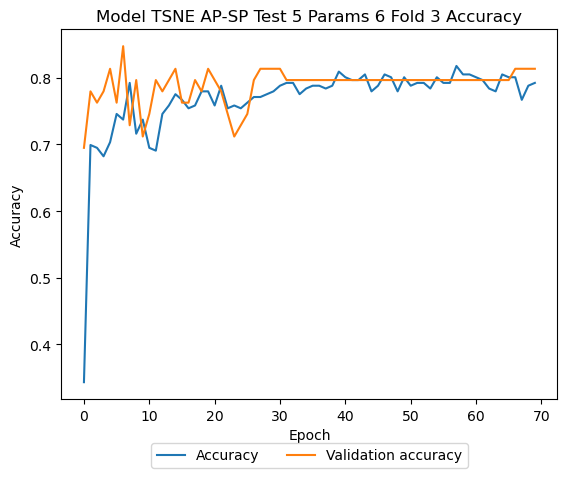 Model TSNE AP-SP Test 5 Params 6 Fold 3 Accuracy
Accuracy
0.8
0.7
0.6
0.5
0.4
0 10 20 30 40 50 60 70
Epoch
Accuracy Validation accuracy